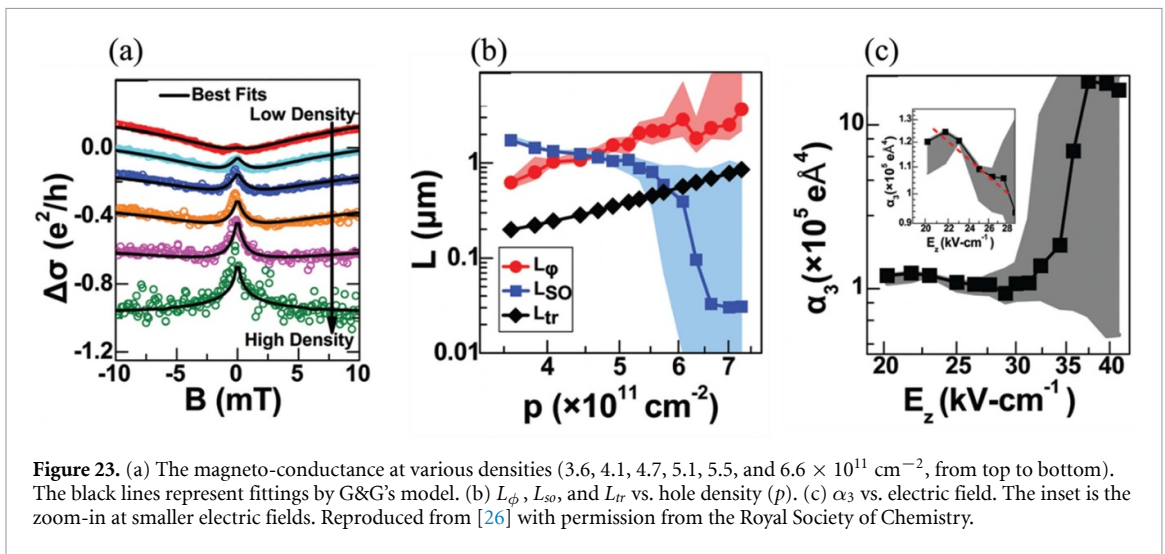 (a)
(b)
(c)
Best Fits
Low Density
High Density
0.0
-0.4
-0.8
-1.2
Δσ (e²/h)
-10 -5 0 5 10
B (mT)
10
1
0.1
0.01
L (μm)
Lφ
LSO
Ltr
4 5 6 7
p (×10¹¹ cm⁻²)
10
1
α₃(×10⁵ eÅ⁴)
1.3
1.2
1.1
1
0.9
α₃(×10⁵ eÅ⁴)
20 22 24 26 28
E_z (kV-cm⁻¹)
20 25 30 35 40
E_z (kV-cm⁻¹)
Figure 23. (a) The magneto-conductance at various densities (3.6, 4.1, 4.7, 5.1, 5.5, and 6.6 × 10¹¹ cm⁻², from top to bottom).
The black lines represent fittings by G&G's model. (b) Lϕ , Lso, and Ltr vs. hole density (p). (c) α3 vs. electric field. The inset is the
zoom-in at smaller electric fields. Reproduced from [26] with permission from the Royal Society of Chemistry.